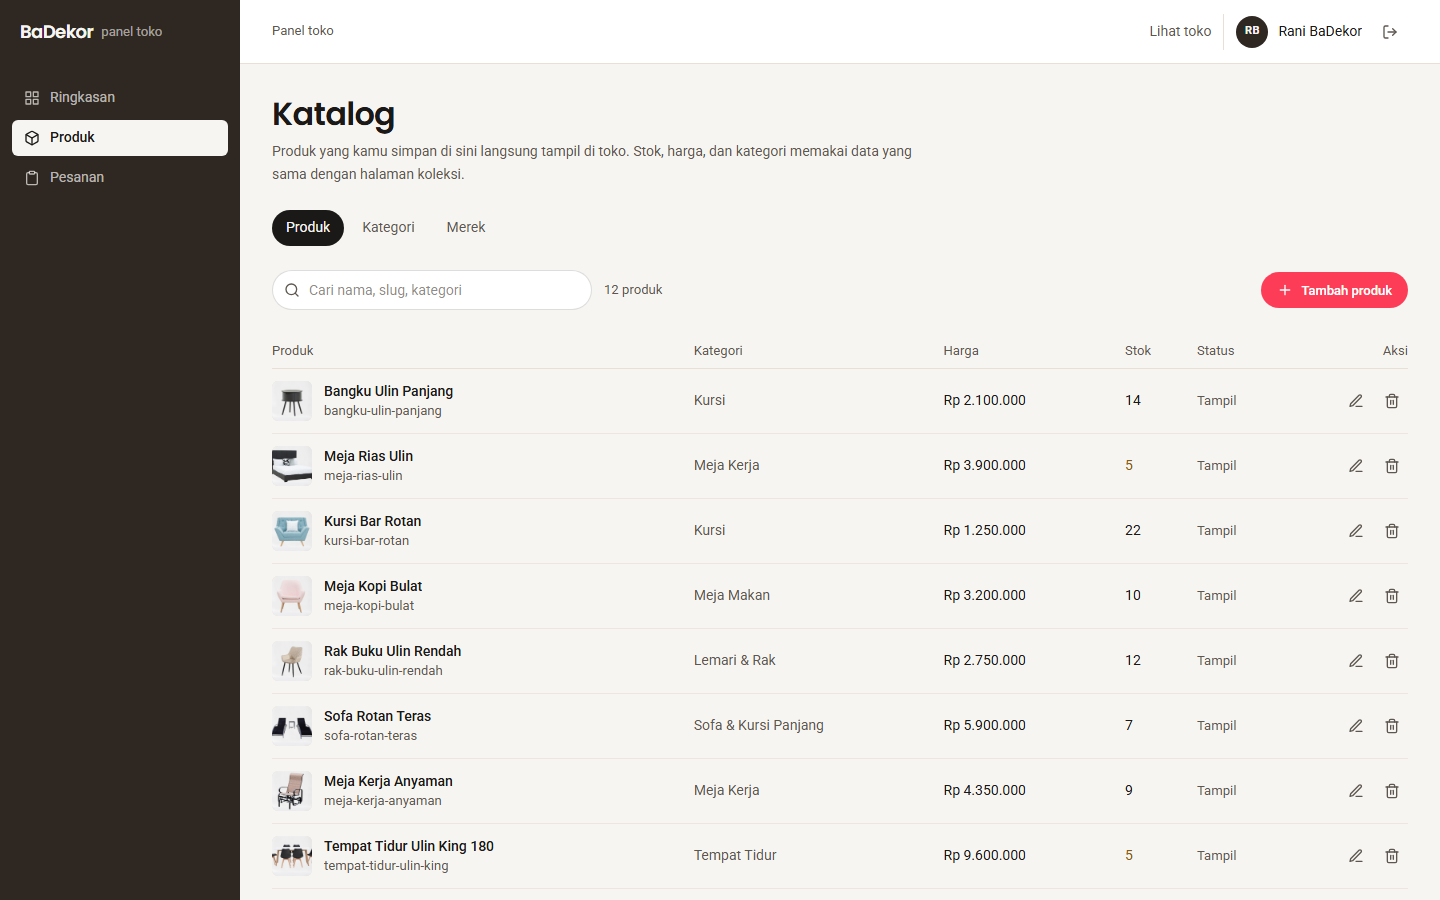 BaDekor panel toko
Ringkasan
Produk
Pesanan
Panel toko
Lihat toko
RB
Rani BaDekor
Katalog
Produk yang kamu simpan di sini langsung tampil di toko. Stok, harga, dan kategori memakai data yang
sama dengan halaman koleksi.
Produk Kategori Merek
Cari nama, slug, kategori
12 produk
Tambah produk
Produk Kategori Harga Stok Status Aksi
Bangku Ulin Panjang
bangku-ulin-panjang
Kursi Rp 2.100.000 14 Tampil
Meja Rias Ulin
meja-rias-ulin
Meja Kerja Rp 3.900.000 5 Tampil
Kursi Bar Rotan
kursi-bar-rotan
Kursi Rp 1.250.000 22 Tampil
Meja Kopi Bulat
meja-kopi-bulat
Meja Makan Rp 3.200.000 10 Tampil
Rak Buku Ulin Rendah
rak-buku-ulin-rendah
Lemari & Rak Rp 2.750.000 12 Tampil
Sofa Rotan Teras
sofa-rotan-teras
Sofa & Kursi Panjang Rp 5.900.000 7 Tampil
Meja Kerja Anyaman
meja-kerja-anyaman
Meja Kerja Rp 4.350.000 9 Tampil
Tempat Tidur Ulin King 180
tempat-tidur-ulin-king
Tempat Tidur Rp 9.600.000 5 Tampil